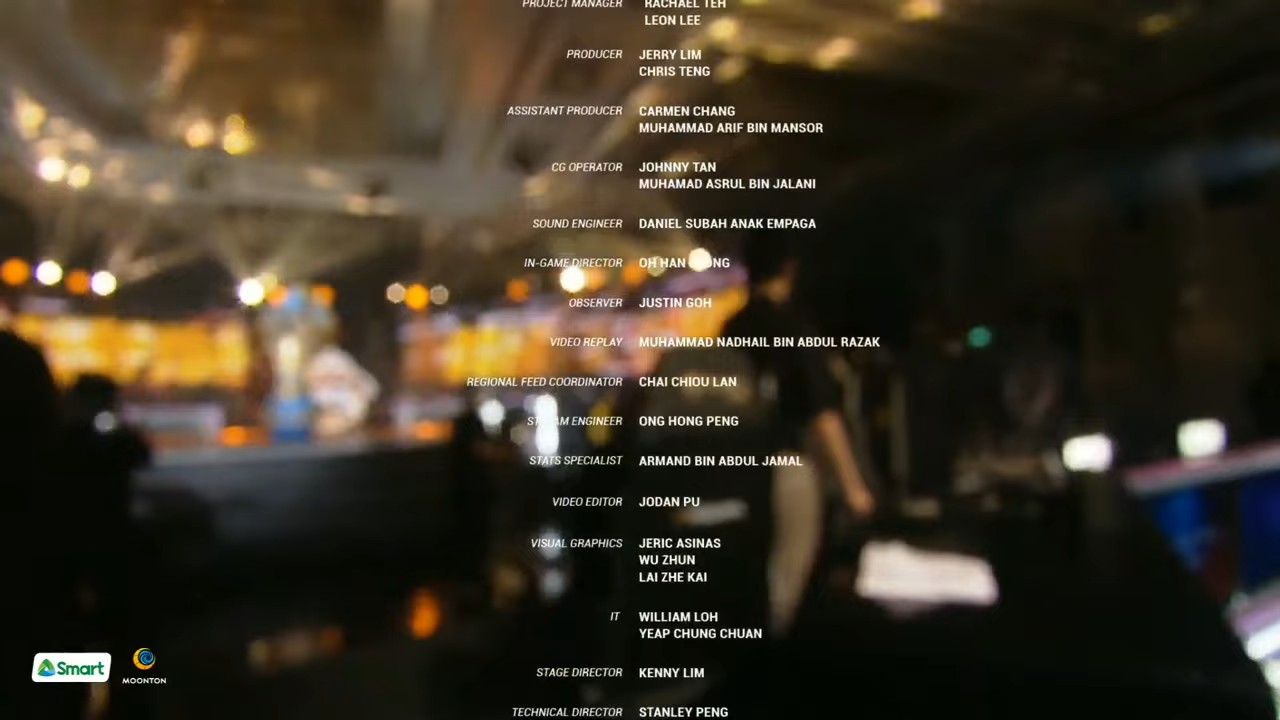 PROJECT MANAGER RACHAEL TEH
LEON LEE
PRODUCER JERRY LIM
CHRIS TENG
ASSISTANT PRODUCER CARMEN CHANG
MUHAMMAD ARIF BIN MANSOR
CG OPERATOR JOHNNY TAN
MUHAMAD ASRUL BIN JALANI
SOUND ENGINEER DANIEL SUBAH ANAK EMPAGA
IN-GAME DIRECTOR OH HAN
OBSERVER JUSTIN GOH
VIDEO REPLAY MUHAMMAD NADHAIL BIN ABDUL RAZAK
REGIONAL FEED COORDINATOR CHAI CHIOU LAN
STREAM ENGINEER ONG HONG PENG
STATS SPECIALIST ARMAND BIN ABDUL JAMAL
VIDEO EDITOR JODAN PU
VISUAL GRAPHICS JERIC ASINAS
WU ZHUN
LAI ZHE KAI
IT WILLIAM LOH
YEAP CHUNG CHUAN
STAGE DIRECTOR KENNY LIM
TECHNICAL DIRECTOR STANLEY PENG
Smart
MOONTON